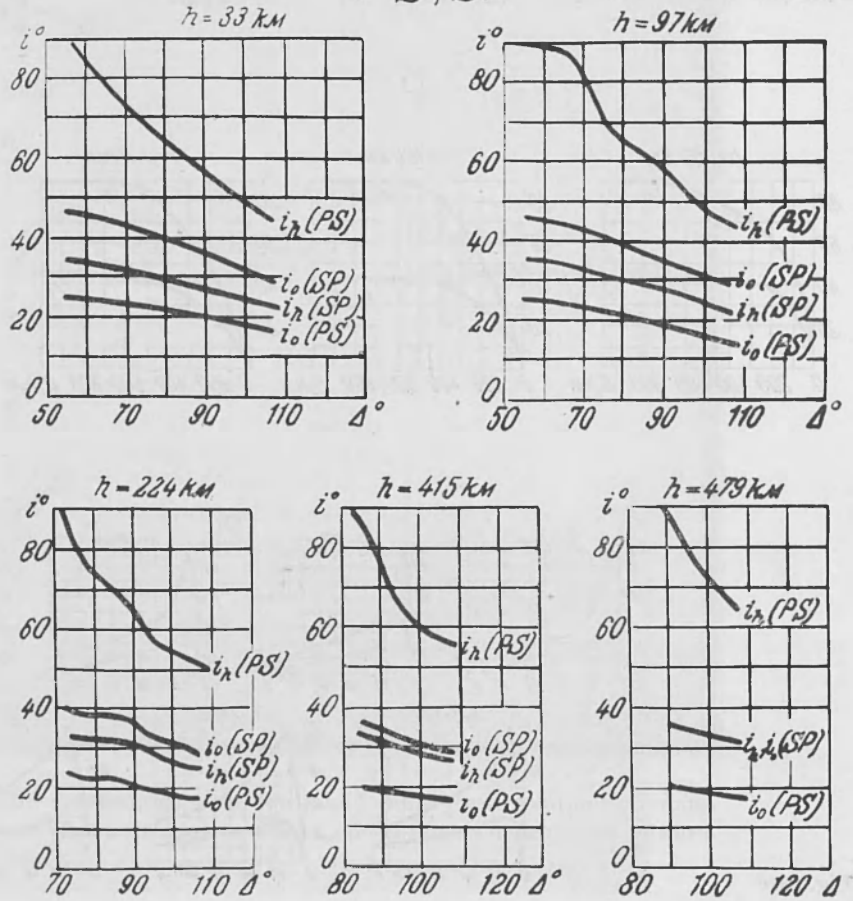 h = 33 км
i°
80
60
40
20
0
50 70 90 110 Δ°
i_h(PS)
i_o(SP)
i_h(SP)
i_o(PS)
h = 97 км
i°
80
60
40
20
0
50 70 90 110 Δ°
i_h(PS)
i_o(SP)
i_h(SP)
i_o(PS)
h = 224 км
i°
80
60
40
20
0
70 90 110 Δ°
i_h(PS)
i_o(SP)
i_h(SP)
i_o(PS)
h = 415 км
i°
80
60
40
20
0
80 100 120 Δ°
i_h(PS)
i_o(SP)
i_h(SP)
i_o(PS)
h = 479 км
i°
80
60
40
20
0
80 100 120 Δ°
i_h(PS)
i_h, i_o(SP)
i_o(PS)